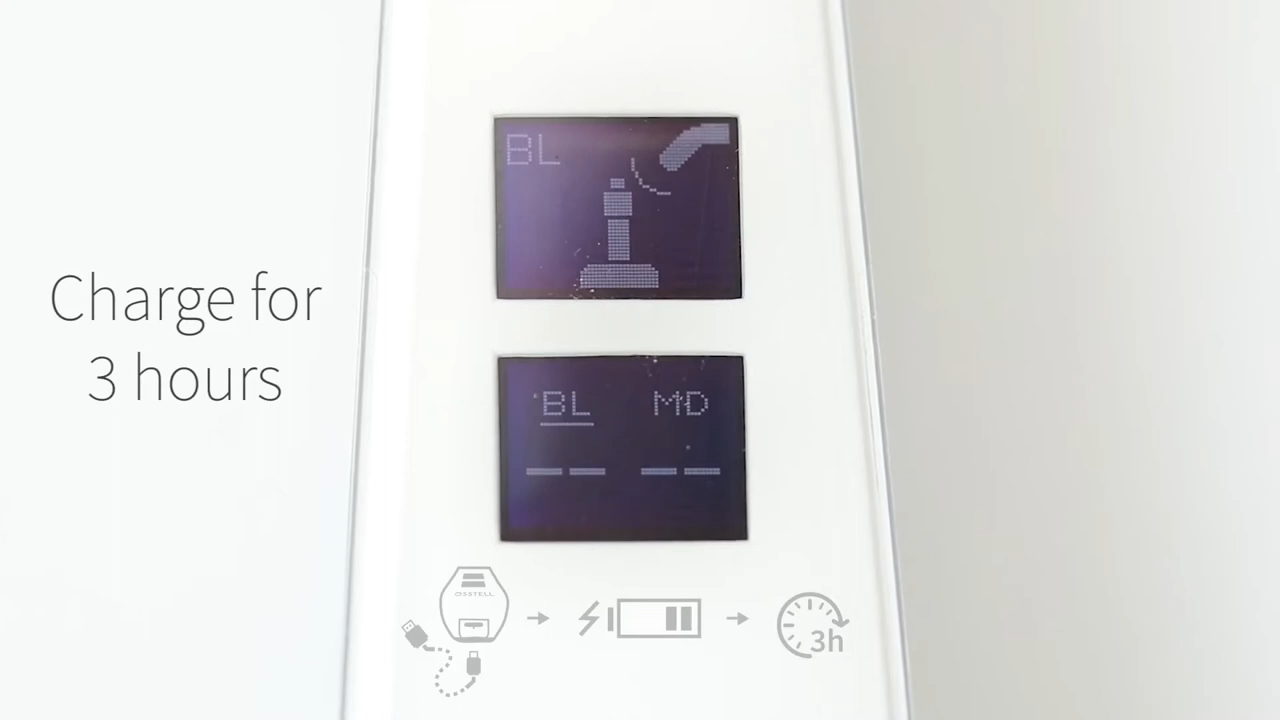 Charge for
3 hours
BL
BL MD
-- --
OSSTELL
3h